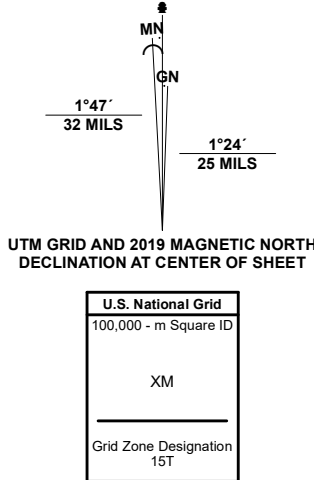 MN
GN
1°47´
32 MILS
1°24´
25 MILS
UTM GRID AND 2019 MAGNETIC NORTH
DECLINATION AT CENTER OF SHEET
U.S. National Grid
100,000 - m Square ID
XM
Grid Zone Designation
15T